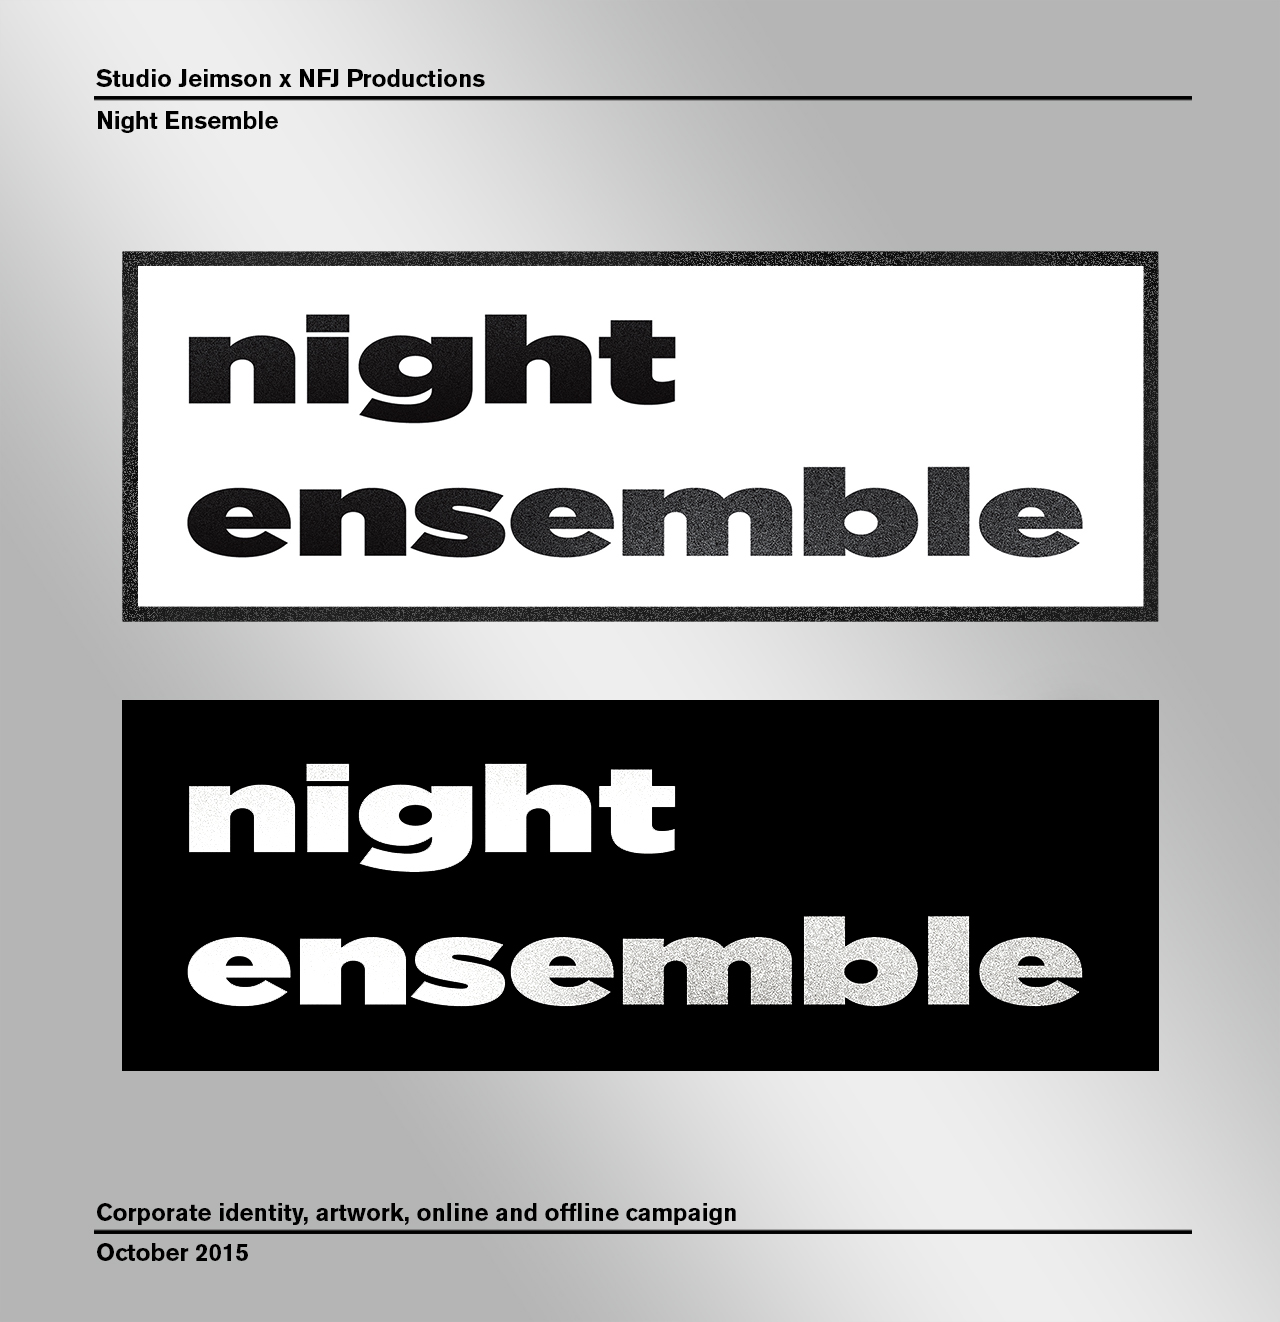 Studio Jeimson x NFJ Productions
Night Ensemble
night
ensemble
night
ensemble
Corporate identity, artwork, online and offline campaign
October 2015